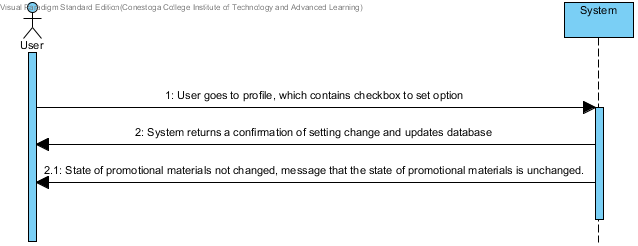 Visual Paradigm Standard Edition(Conestoga College Institute of Technology and Advanced Learning)
System
User
1: User goes to profile, which contains checkbox to set option
2: System returns a confirmation of setting change and updates database
2.1: State of promotional materials not changed, message that the state of promotional materials is unchanged.